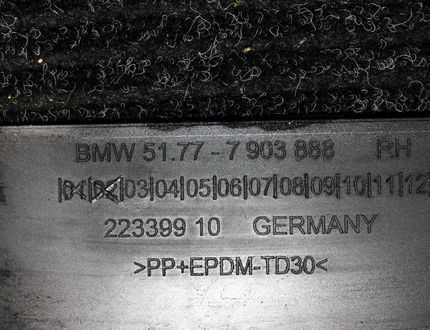 BMW 51.77 - 7 903 888 RH
|01|02|03|04|05|06|07|08|09|10|11|12
223399 10 GERMANY
>PP+EPDM-TD30<